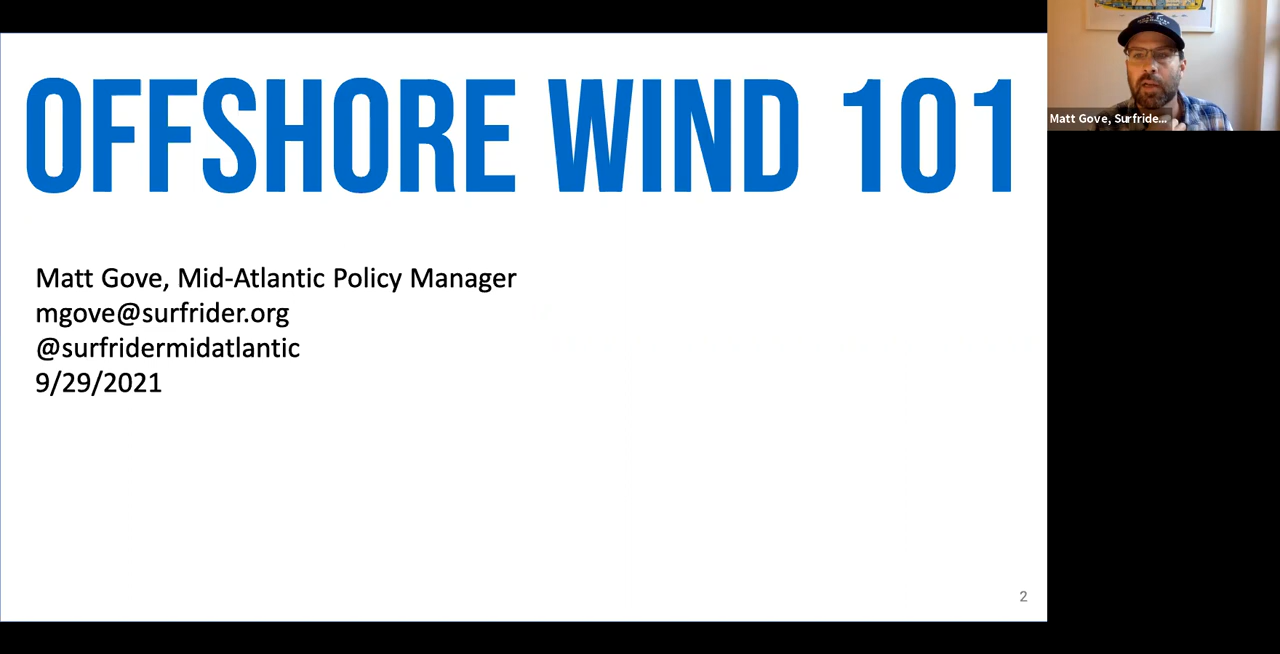 OFFSHORE WIND 101
Matt Gove, Surfride...
Matt Gove, Mid-Atlantic Policy Manager
mgove@surfrider.org
@surfridermidatlantic
9/29/2021
2